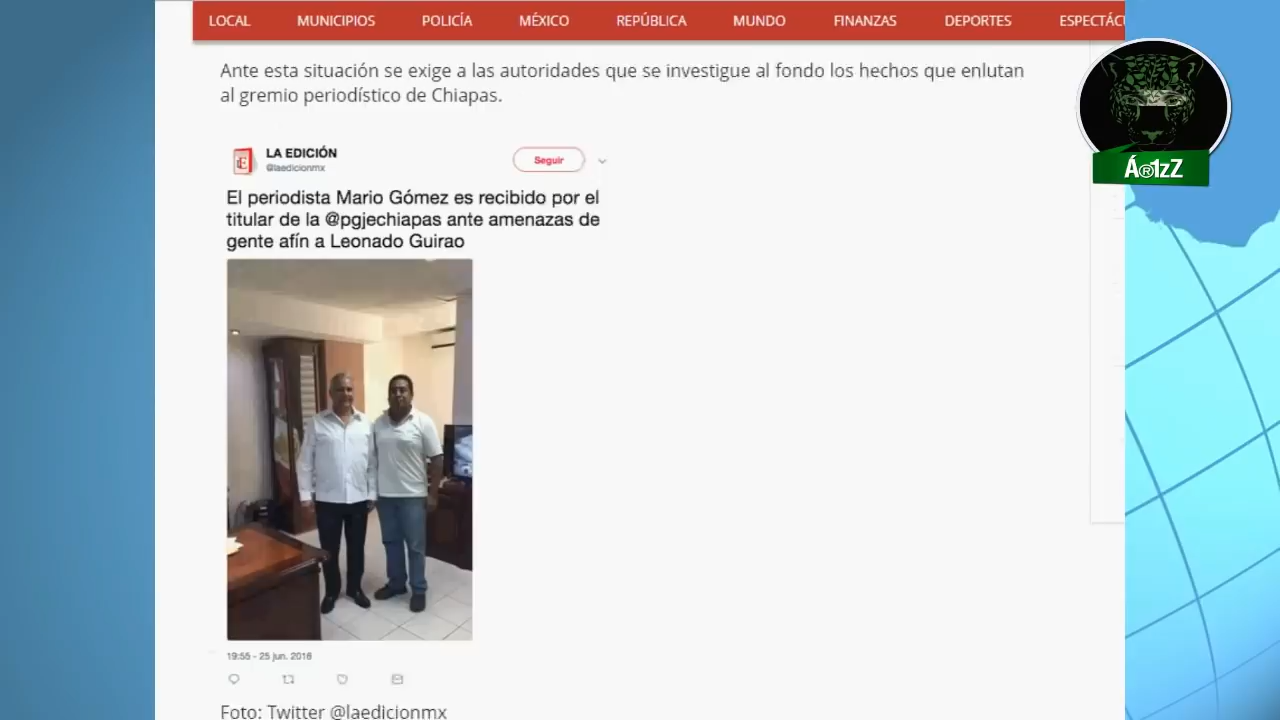 LOCAL MUNICIPIOS POLICÍA MÉXICO REPÚBLICA MUNDO FINANZAS DEPORTES ESPECTÁCU
Ante esta situación se exige a las autoridades que se investigue al fondo los hechos que enlutan
al gremio periodístico de Chiapas.
LA EDICIÓN
@laedicionmx
Seguir
El periodista Mario Gómez es recibido por el
titular de la @pgjechiapas ante amenazas de
gente afín a Leonado Guirao
19:55 - 25 jun. 2016
Foto: Twitter @laedicionmx
Á®1zZ